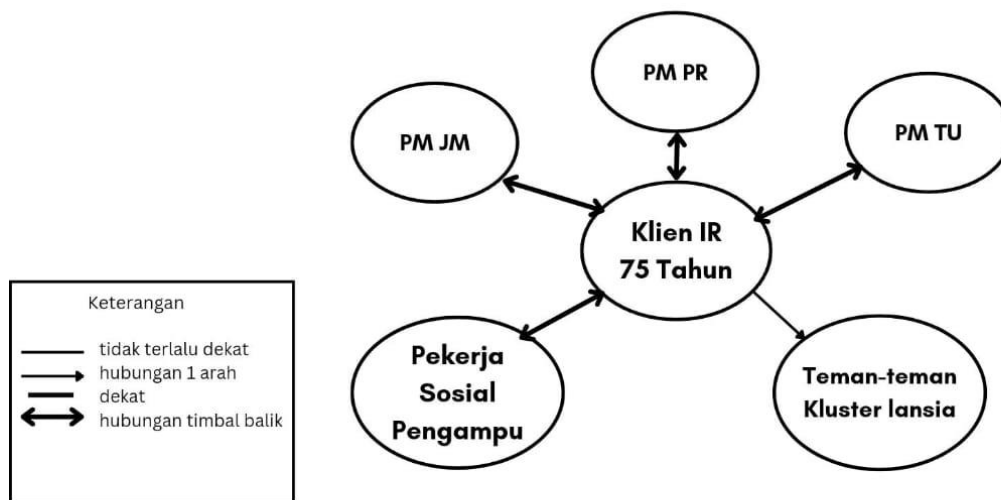 PM PR
PM JM
PM TU
Klien IR
75 Tahun
Keterangan
tidak terlalu dekat
hubungan 1 arah
dekat
hubungan timbal balik
Pekerja
Sosial
Pengampu
Teman-teman
Kluster lansia